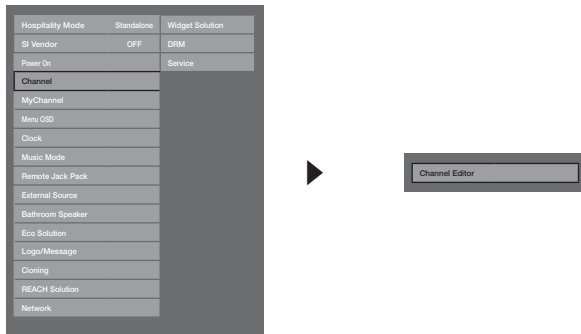 Hospitality Mode Standalone Widget Solution
SI Vendor OFF DRM
Power On Service
Channel
MyChannel
Menu OSD
Clock
Music Mode
Remote Jack Pack
External Source
Bathroom Speaker
Eco Solution
Logo/Message
Cloning
REACH Solution
Network
Channel Editor